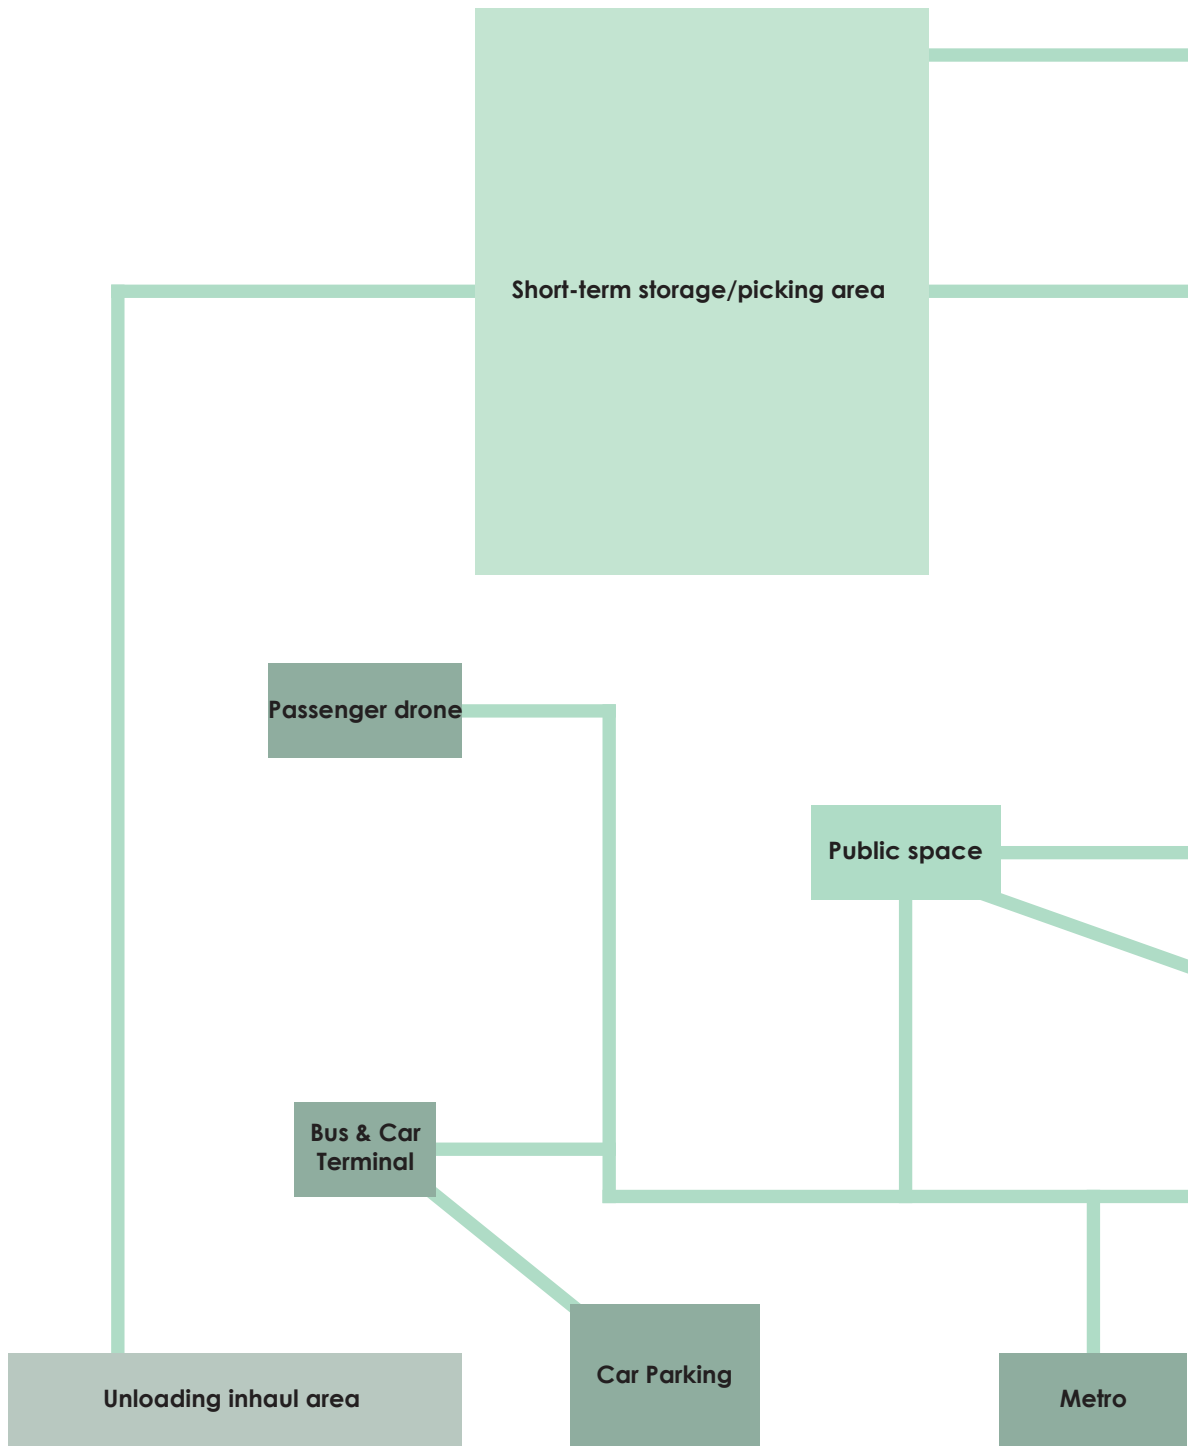 Short-term storage/picking area
Passenger drone
Public space
Bus & Car
Terminal
Car Parking
Unloading inhaul area
Metro